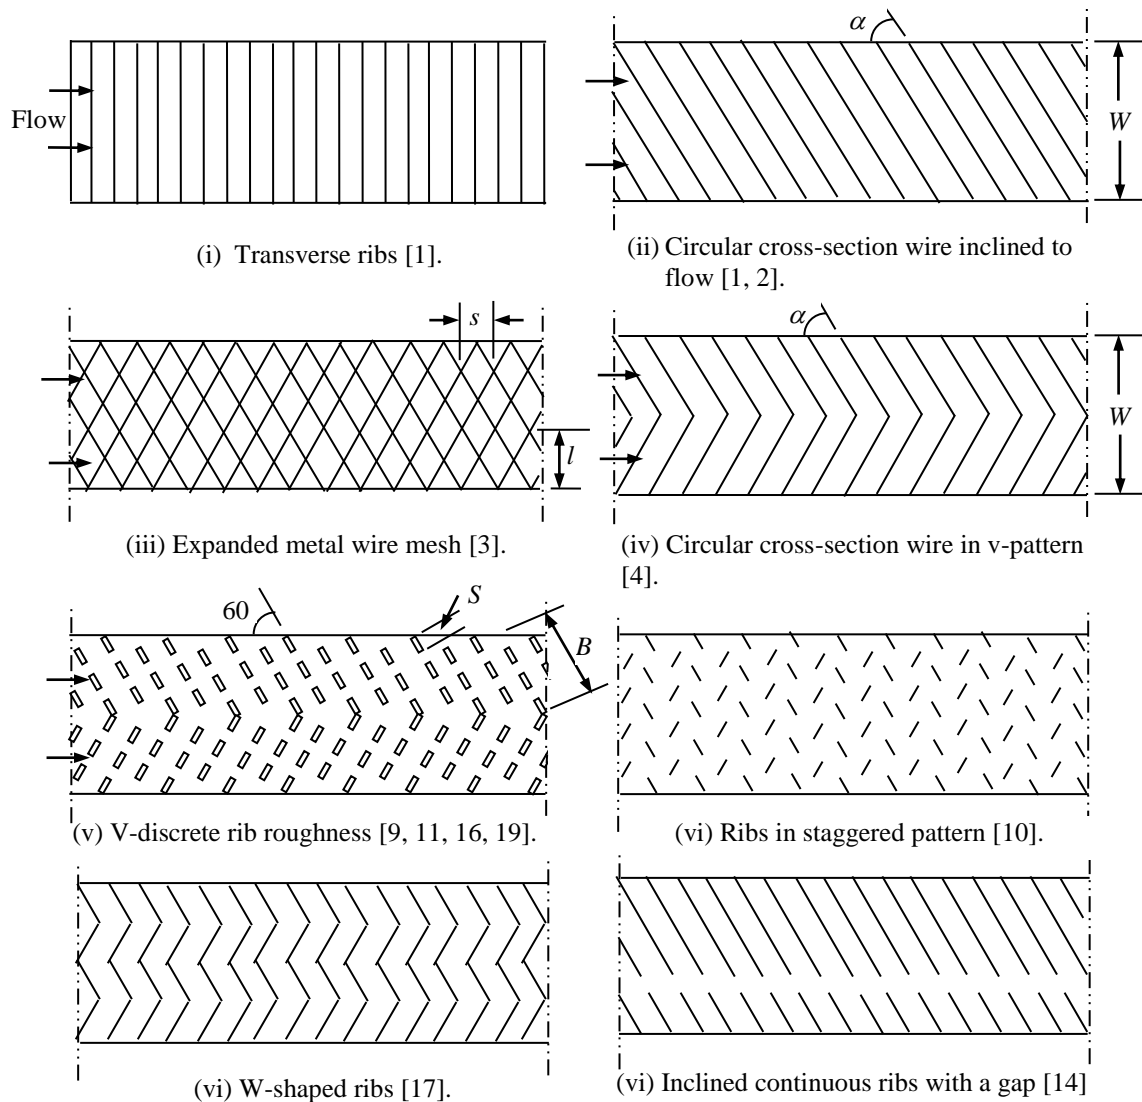 Flow
(i) Transverse ribs [1].
α
W
(ii) Circular cross-section wire inclined to
flow [1, 2].
s
l
(iii) Expanded metal wire mesh [3].
α
W
(iv) Circular cross-section wire in v-pattern
[4].
60
S
B
(v) V-discrete rib roughness [9, 11, 16, 19].
(vi) Ribs in staggered pattern [10].
(vi) W-shaped ribs [17].
(vi) Inclined continuous ribs with a gap [14]